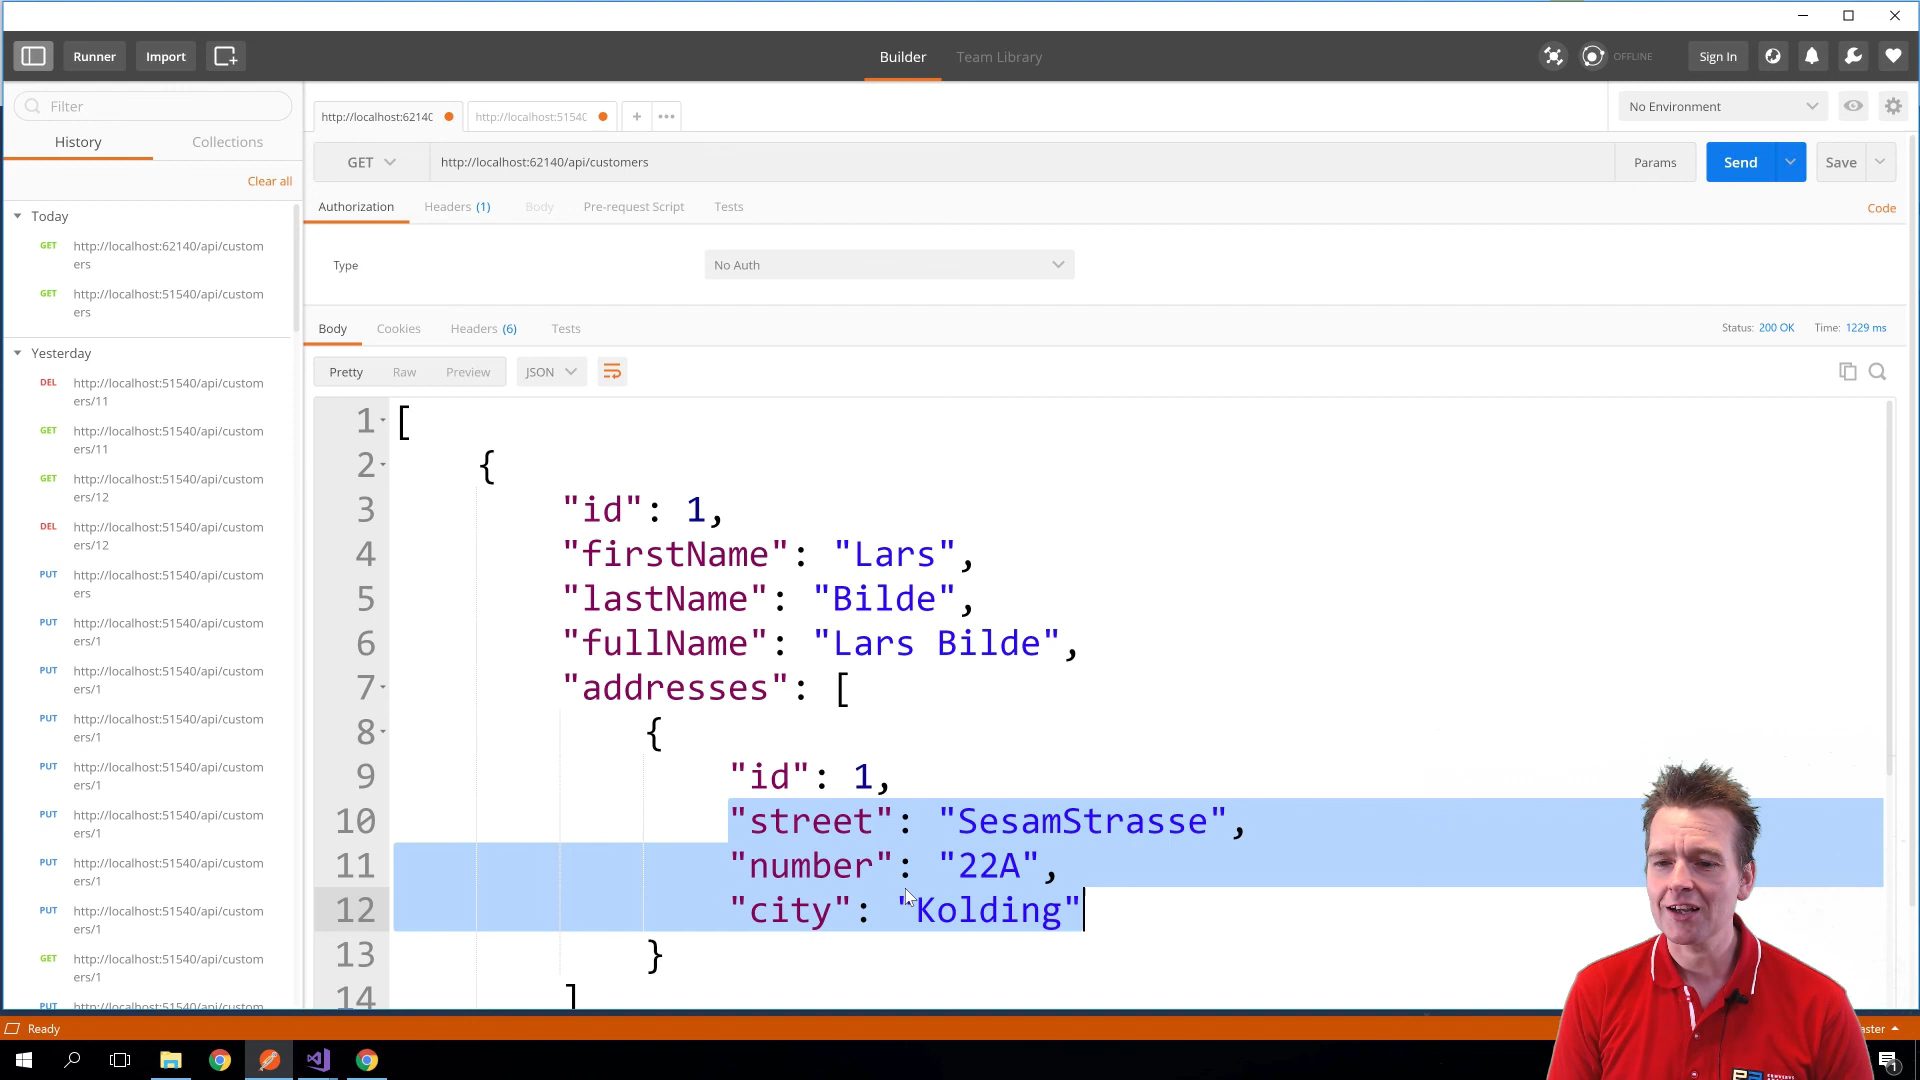 Runner
Import
Builder
Team Library
OFFLINE
Sign In
Filter
History
Collections
Clear all
Today
GET http://localhost:62140/api/custom
ers
GET http://localhost:51540/api/custom
ers
Yesterday
DEL http://localhost:51540/api/custom
ers/11
GET http://localhost:51540/api/custom
ers/11
GET http://localhost:51540/api/custom
ers/12
DEL http://localhost:51540/api/custom
ers/12
PUT http://localhost:51540/api/custom
ers
PUT http://localhost:51540/api/custom
ers/1
PUT http://localhost:51540/api/custom
ers/1
PUT http://localhost:51540/api/custom
ers/1
PUT http://localhost:51540/api/custom
ers/1
PUT http://localhost:51540/api/custom
ers/1
PUT http://localhost:51540/api/custom
ers/1
PUT http://localhost:51540/api/custom
ers/1
GET http://localhost:51540/api/custom
ers/1
PUT http://localhost:51540/api/custom
http://localhost:6214(
http://localhost:5154(
+
•••
No Environment
GET
http://localhost:62140/api/customers
Params
Send
Save
Authorization
Headers (1)
Body
Pre-request Script
Tests
Code
Type
No Auth
Body
Cookies
Headers (6)
Tests
Status: 200 OK
Time: 1229 ms
Pretty
Raw
Preview
JSON
1 [
2 {
3 "id": 1,
4 "firstName": "Lars",
5 "lastName": "Bilde",
6 "fullName": "Lars Bilde",
7 "addresses": [
8 {
9 "id": 1,
10 "street": "SesamStrasse",
11 "number": "22A",
12 "city": "Kolding"
13 }
14 ]
Ready
aster
1